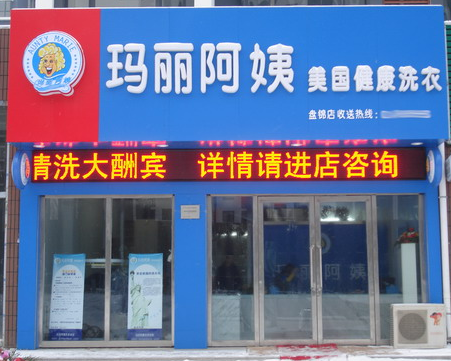 AUNTY MARIE
玛丽阿姨
美国健康洗衣
盘锦店收送热线：
清洗大酬宾 详情请进店咨询
丽阿姨